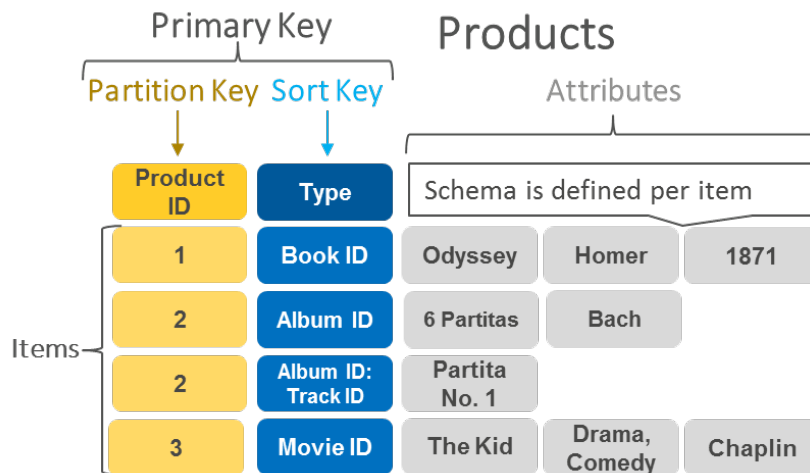 Primary Key
Products
Partition Key
Sort Key
Attributes
Product
ID
Type
Schema is defined per item
Items
1
Book ID
Odyssey
Homer
1871
2
Album ID
6 Partitas
Bach
2
Album ID:
Track ID
Partita
No. 1
3
Movie ID
The Kid
Drama,
Comedy
Chaplin